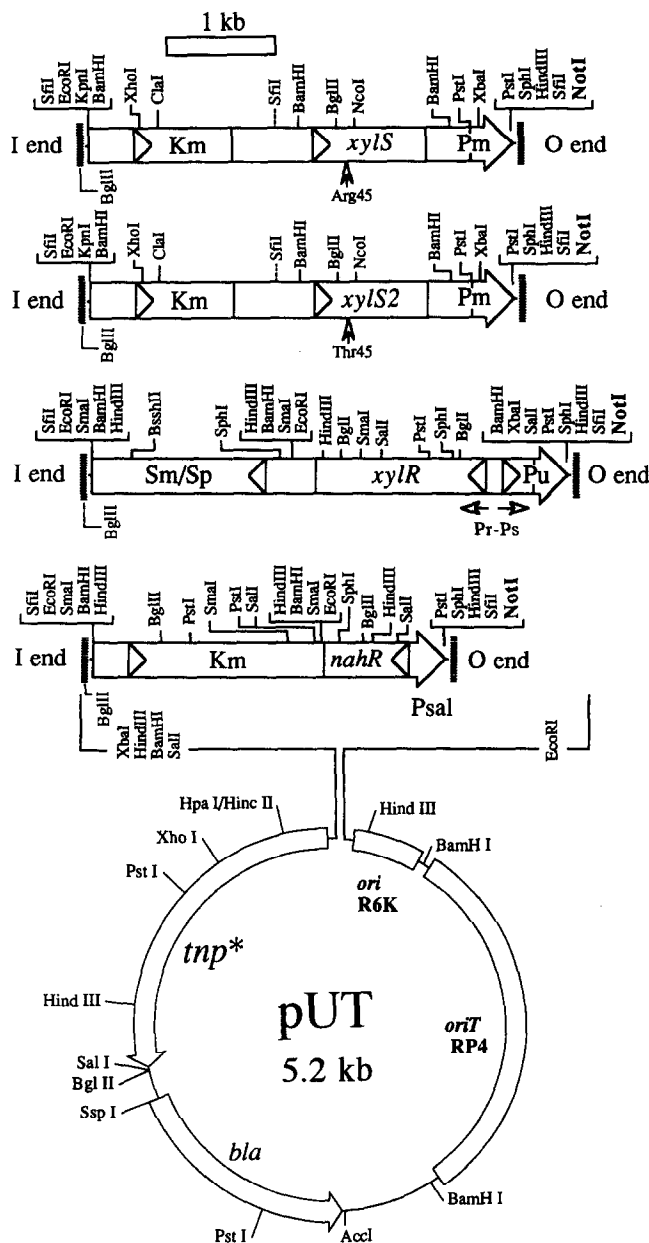 1 kb
SfiI
EcoRI
KpnI
BamHI
XhoI
ClaI
SfiI
BamHI
BglII
NcoI
BamHI
PstI
XbaI
PstI
SphI
HindIII
SfiI
NotI
I end
Km
xylS
Pm
O end
BglII
Arg45
SfiI
EcoRI
KpnI
BamHI
XhoI
ClaI
SfiI
BamHI
BglII
NcoI
BamHI
PstI
XbaI
PstI
SphI
HindIII
SfiI
NotI
I end
Km
xylS2
Pm
O end
BglII
Thr45
SfiI
EcoRI
SmaI
BamHI
HindIII
BsshII
SphI
HindIII
BamHI
SmaI
EcoRI
HindIII
BglI
SmaI
SalI
PstI
SphI
BglI
BamHI
XbaI
SalI
PstI
SphI
HindIII
SfiI
NotI
I end
Sm/Sp
xylR
Pu
O end
BglII
Pr-Ps
SfiI
EcoRI
SmaI
BamHI
HindIII
BglII
PstI
SmaI
PstI
SalI
HindIII
BamHI
SmaI
EcoRI
SphI
BglII
HindIII
SalI
PstI
SphI
HindIII
SfiI
NotI
I end
Km
nahR
O end
BglII
Psal
XbaI
HindIII
BamHI
SalI
EcoRI
Hpa I/Hinc II
Hind III
Xho I
BamH I
Pst I
ori
R6K
tnp*
Hind III
pUT
5.2 kb
oriT
RP4
Sal I
Bgl II
Ssp I
bla
BamH I
Pst I
AccI